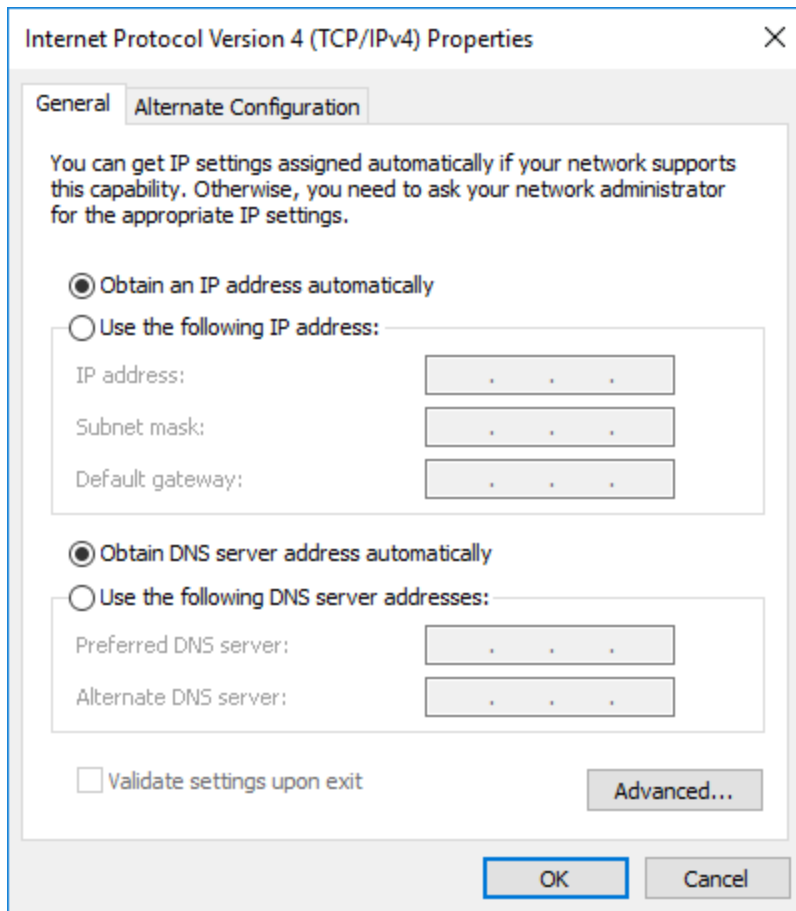 Internet Protocol Version 4 (TCP/IPv4) Properties
General
Alternate Configuration
You can get IP settings assigned automatically if your network supports
this capability. Otherwise, you need to ask your network administrator
for the appropriate IP settings.
Obtain an IP address automatically
Use the following IP address:
IP address:
. . .
Subnet mask:
. . .
Default gateway:
. . .
Obtain DNS server address automatically
Use the following DNS server addresses:
Preferred DNS server:
. . .
Alternate DNS server:
. . .
Validate settings upon exit
Advanced...
OK
Cancel